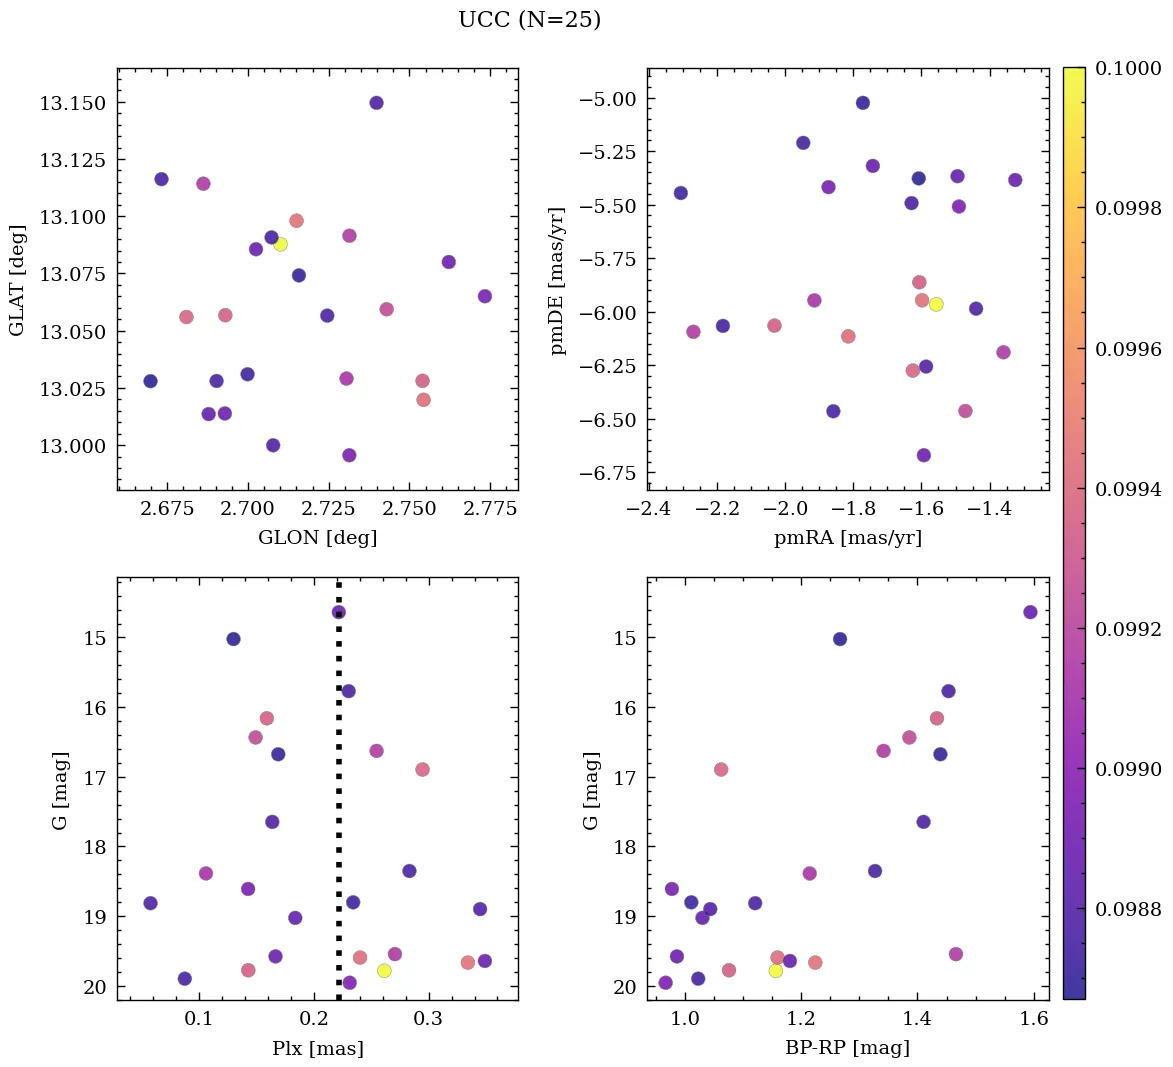 UCC (N=25)
13.150
13.125
13.100
13.075
13.050
13.025
13.000
GLAT [deg]
2.675 2.700 2.725 2.750 2.775
GLON [deg]
−5.00
−5.25
−5.50
−5.75
−6.00
−6.25
−6.50
−6.75
pmDE [mas/yr]
−2.4 −2.2 −2.0 −1.8 −1.6 −1.4
pmRA [mas/yr]
0.1000
0.0998
0.0996
0.0994
0.0992
0.0990
0.0988
15
16
17
18
19
20
G [mag]
0.1 0.2 0.3
Plx [mas]
15
16
17
18
19
20
G [mag]
1.0 1.2 1.4 1.6
BP-RP [mag]